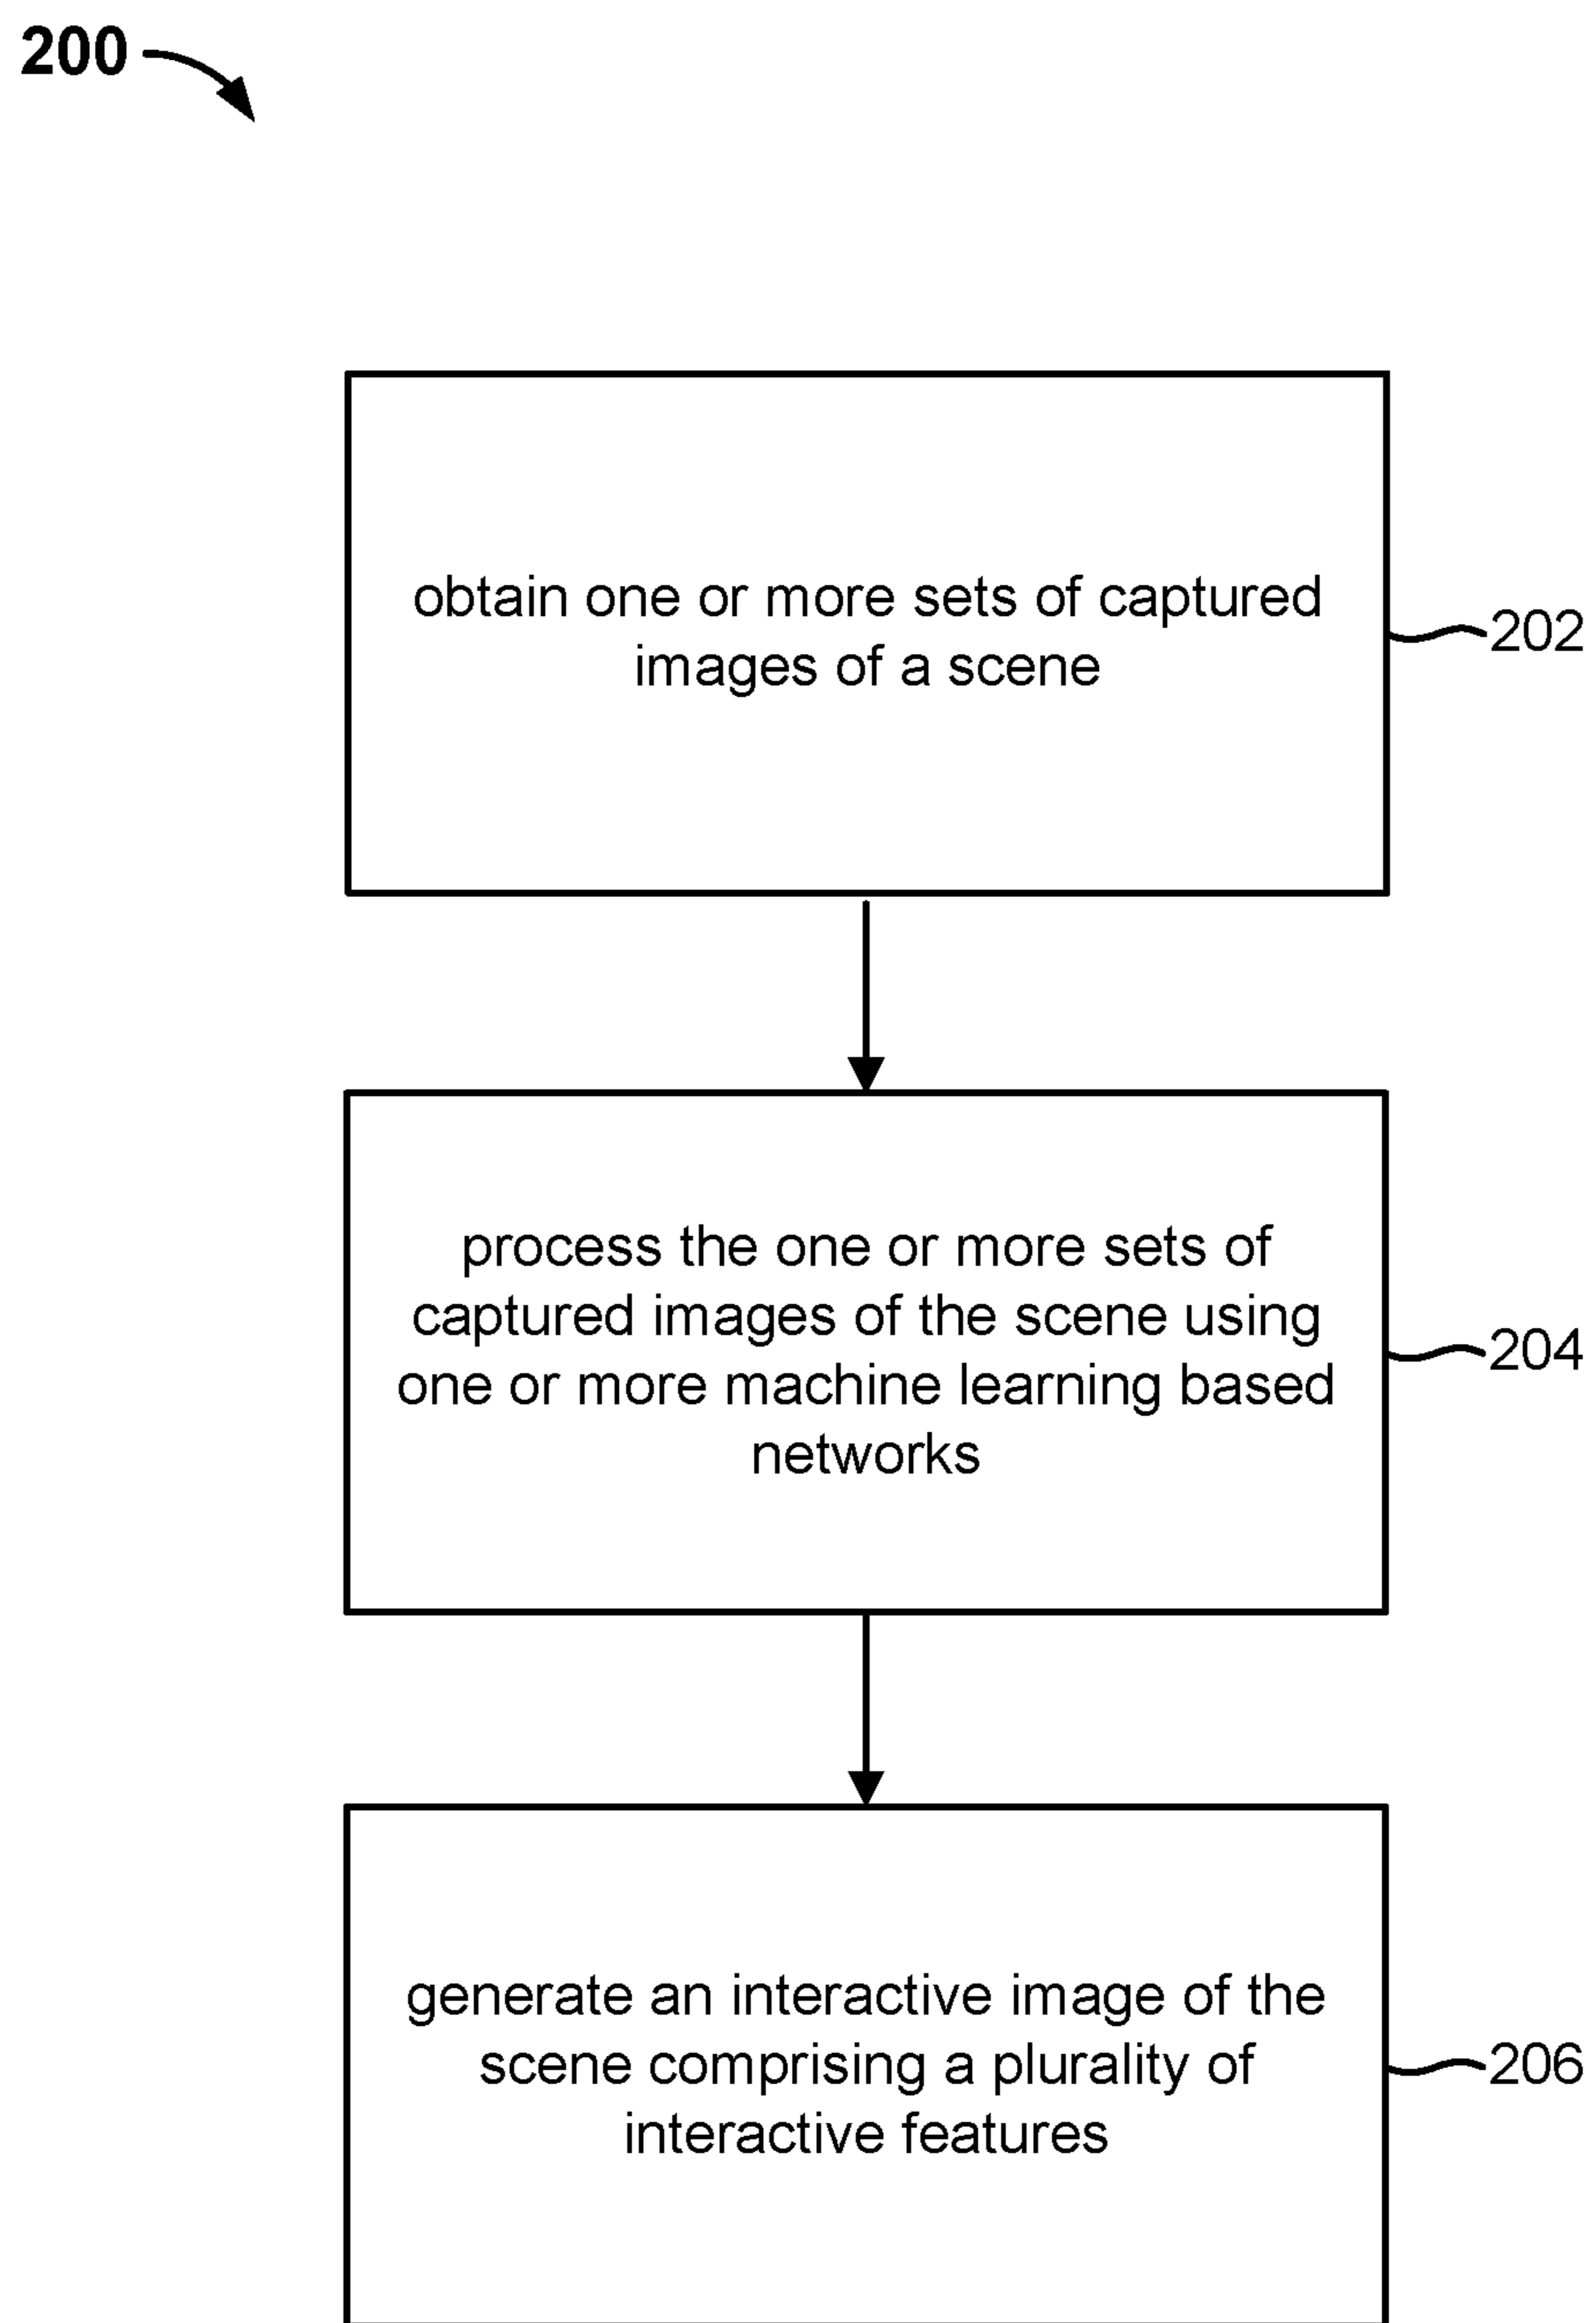 200
obtain one or more sets of captured
images of a scene
202
process the one or more sets of
captured images of the scene using
one or more machine learning based
networks
204
generate an interactive image of the
scene comprising a plurality of
interactive features
206